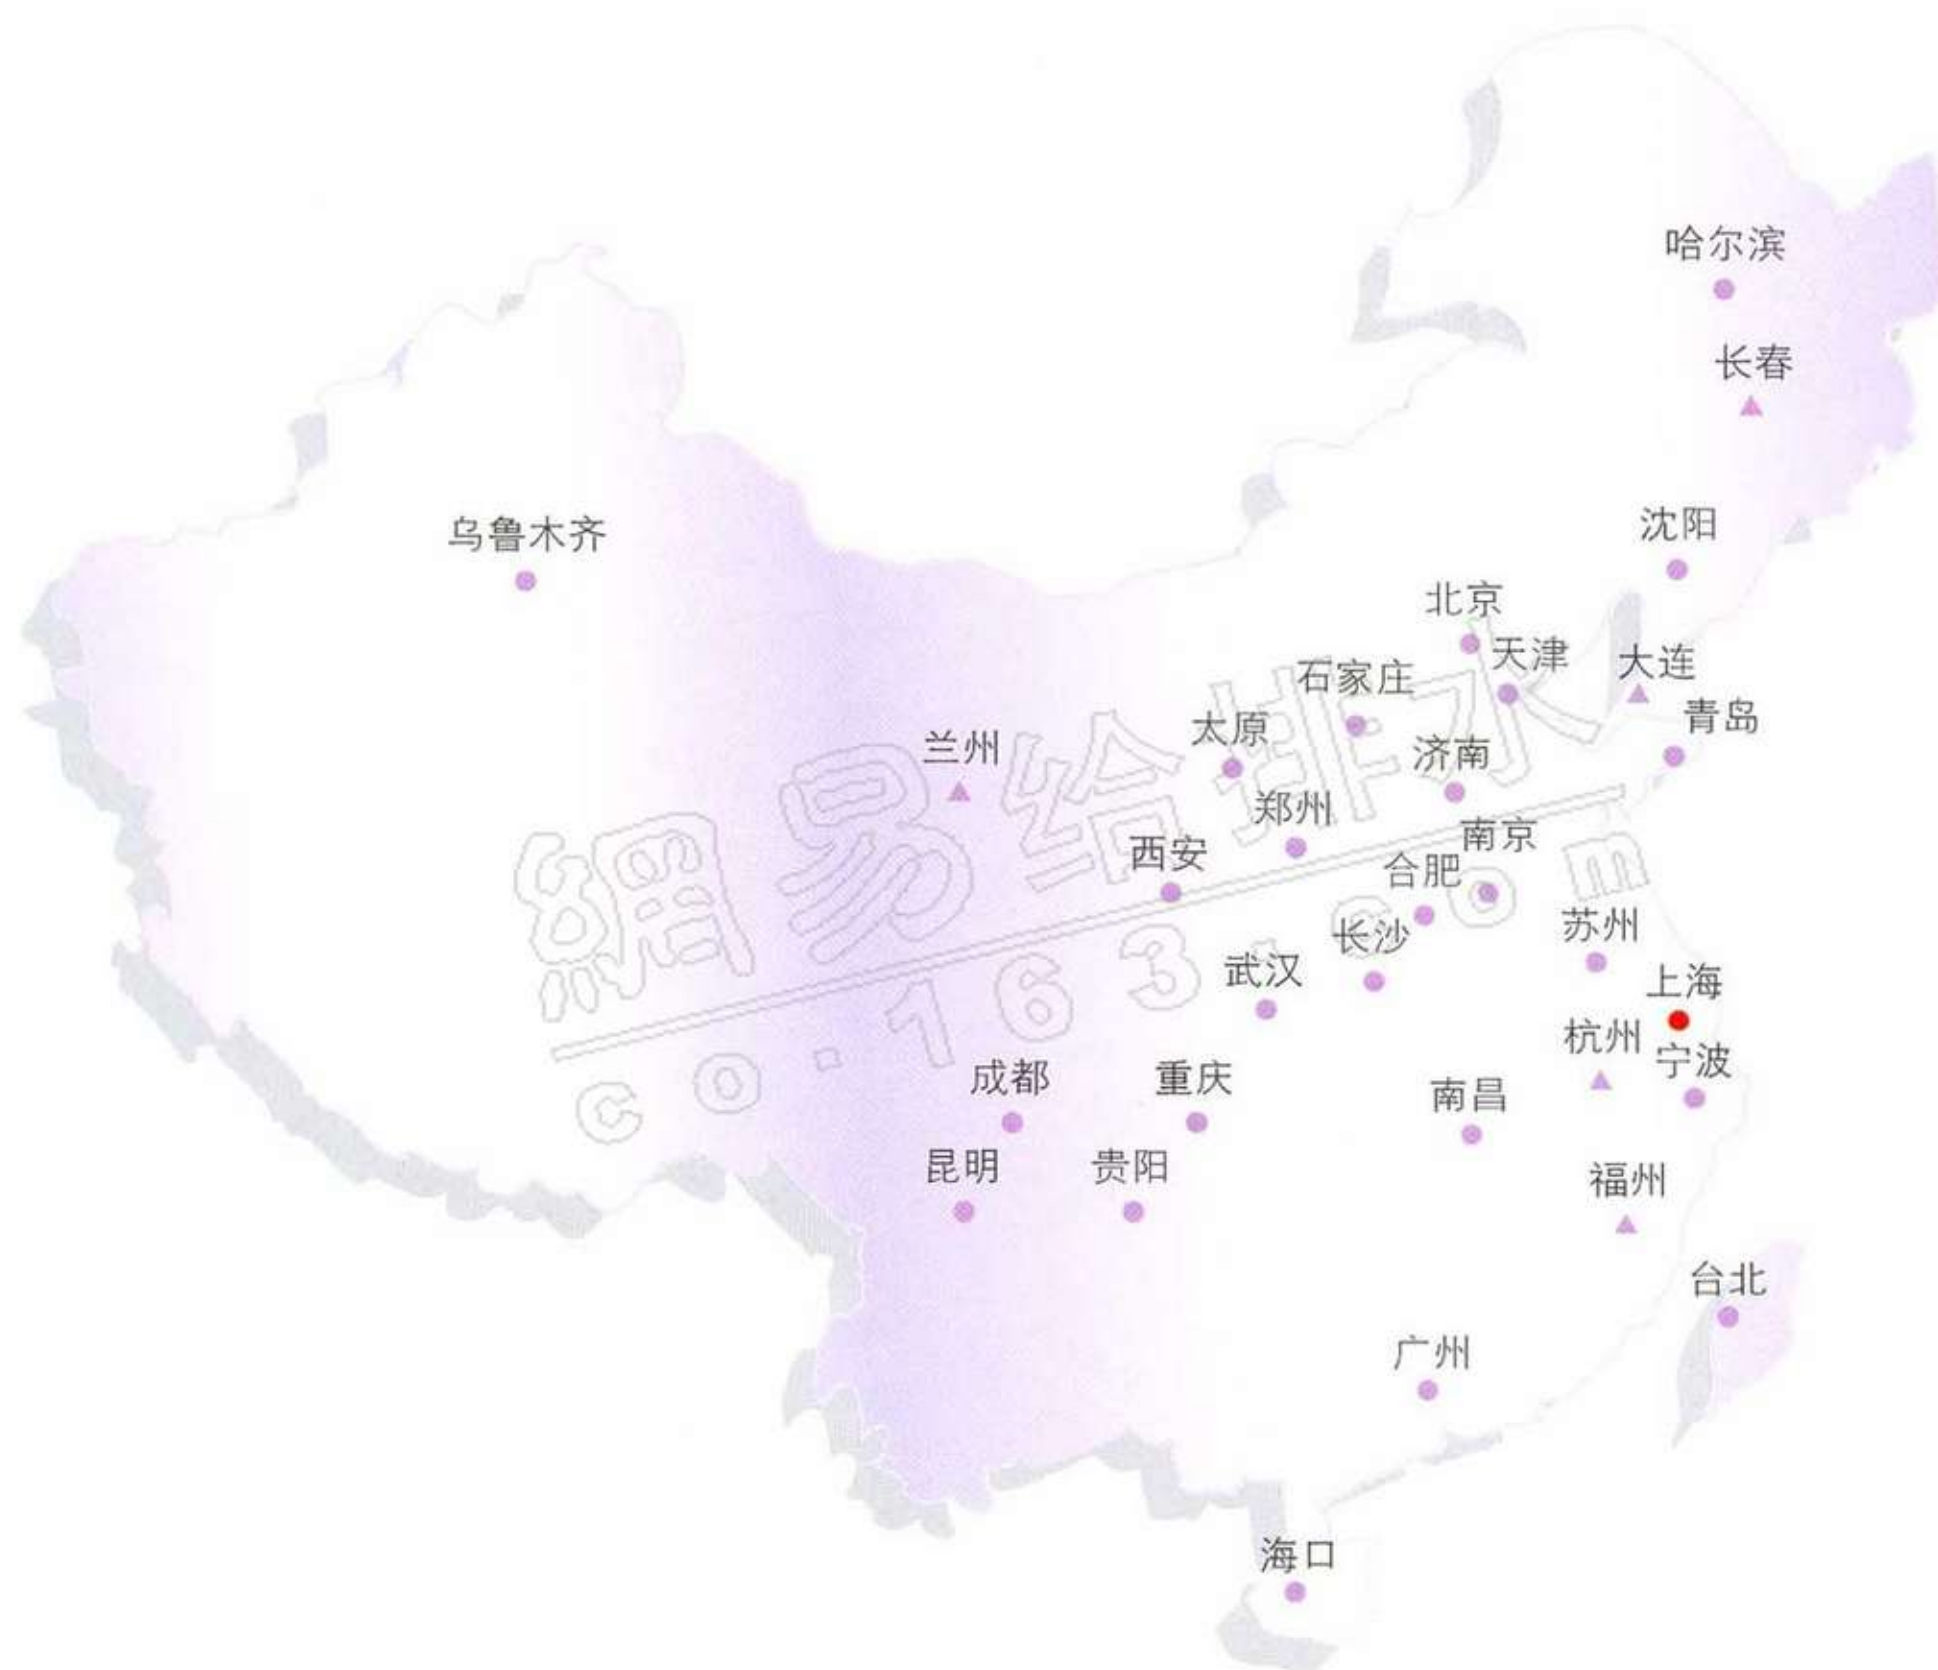 哈尔滨
长春
乌鲁木齐
沈阳
北京
天津
大连
石家庄
青岛
太原
兰州
济南
郑州
南京
西安
合肥
苏州
长沙
武汉
上海
杭州
宁波
成都
重庆
南昌
昆明
贵阳
福州
台北
广州
海口
網易给排水
co.163.com